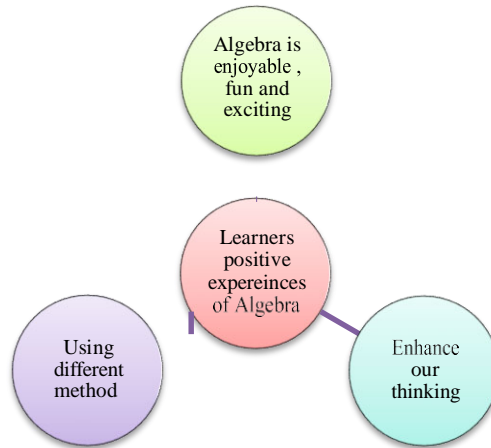 Algebra is
enjoyable ,
fun and
exciting
Learners
positive
expereinces
of Algebra
Using
different
method
Enhance
our
thinking